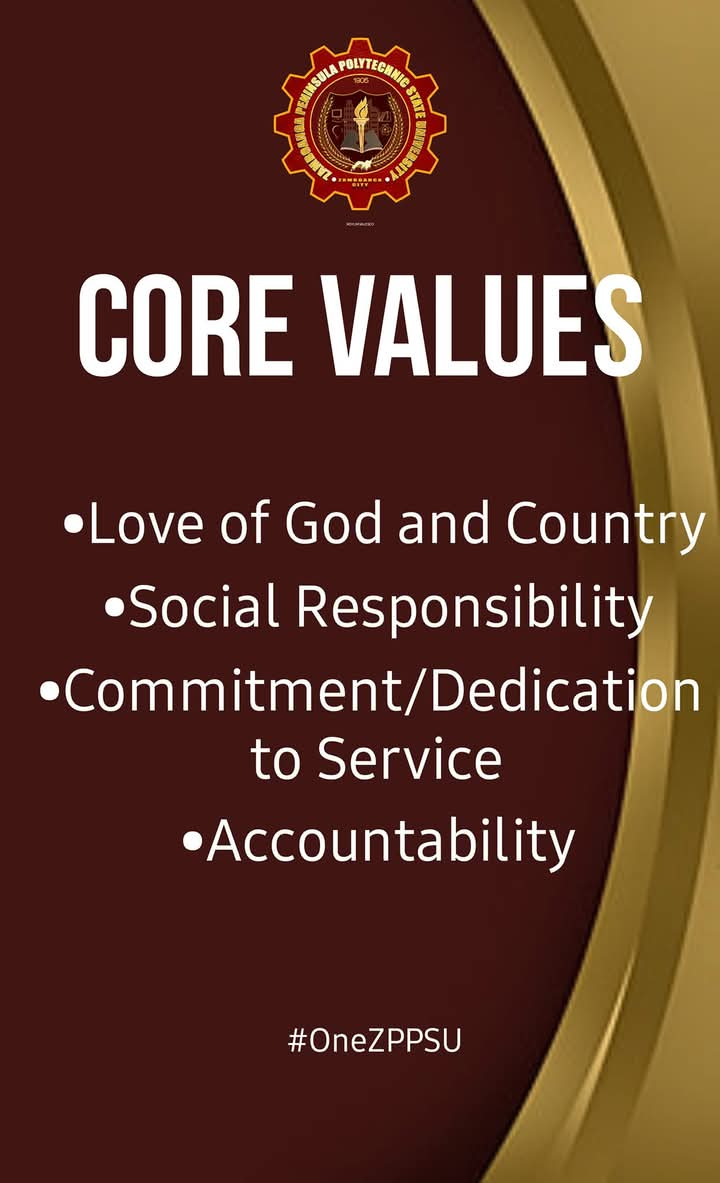 ZAMBOANGA PENINSULA POLYTECHNIC STATE UNIVERSITY
1905
ZAMBOANGA
CITY
CORE VALUES
•Love of God and Country
•Social Responsibility
•Commitment/Dedication
to Service
•Accountability
#OneZPPSU